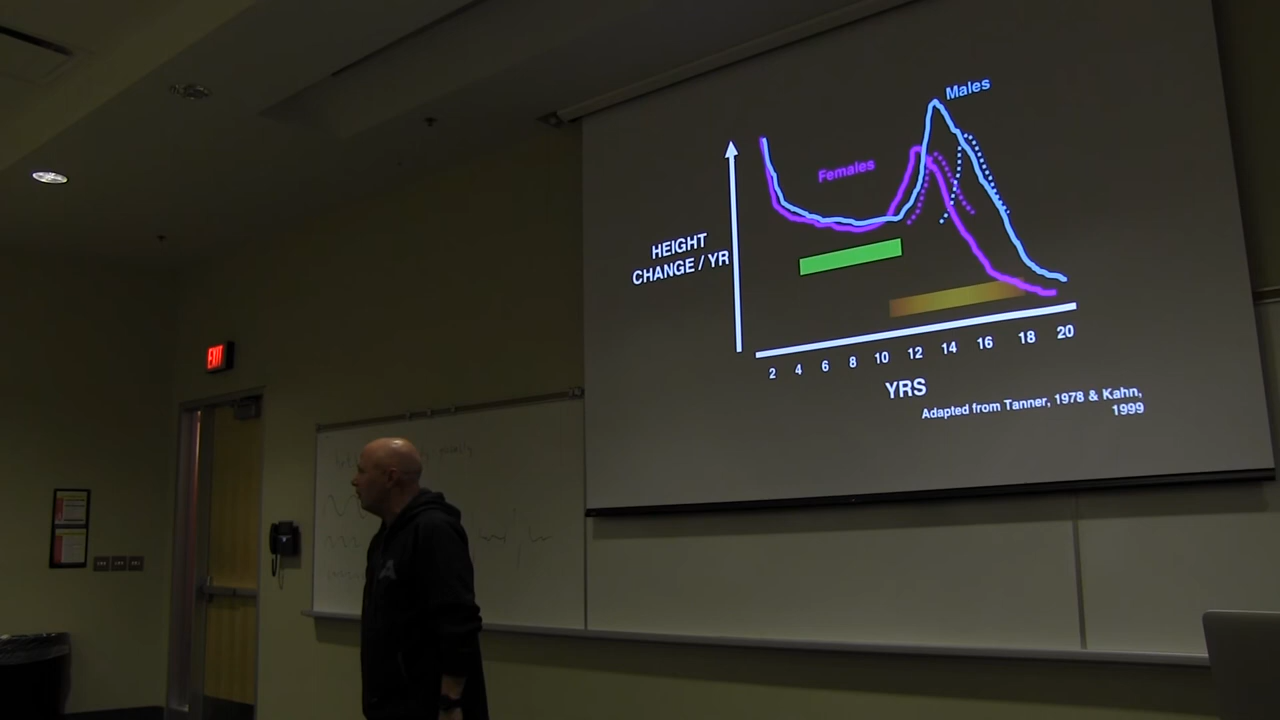 Males
Females
HEIGHT
CHANGE / YR
2 4 6 8 10 12 14 16 18 20
YRS
Adapted from Tanner, 1978 & Kahn,
1999
EXIT